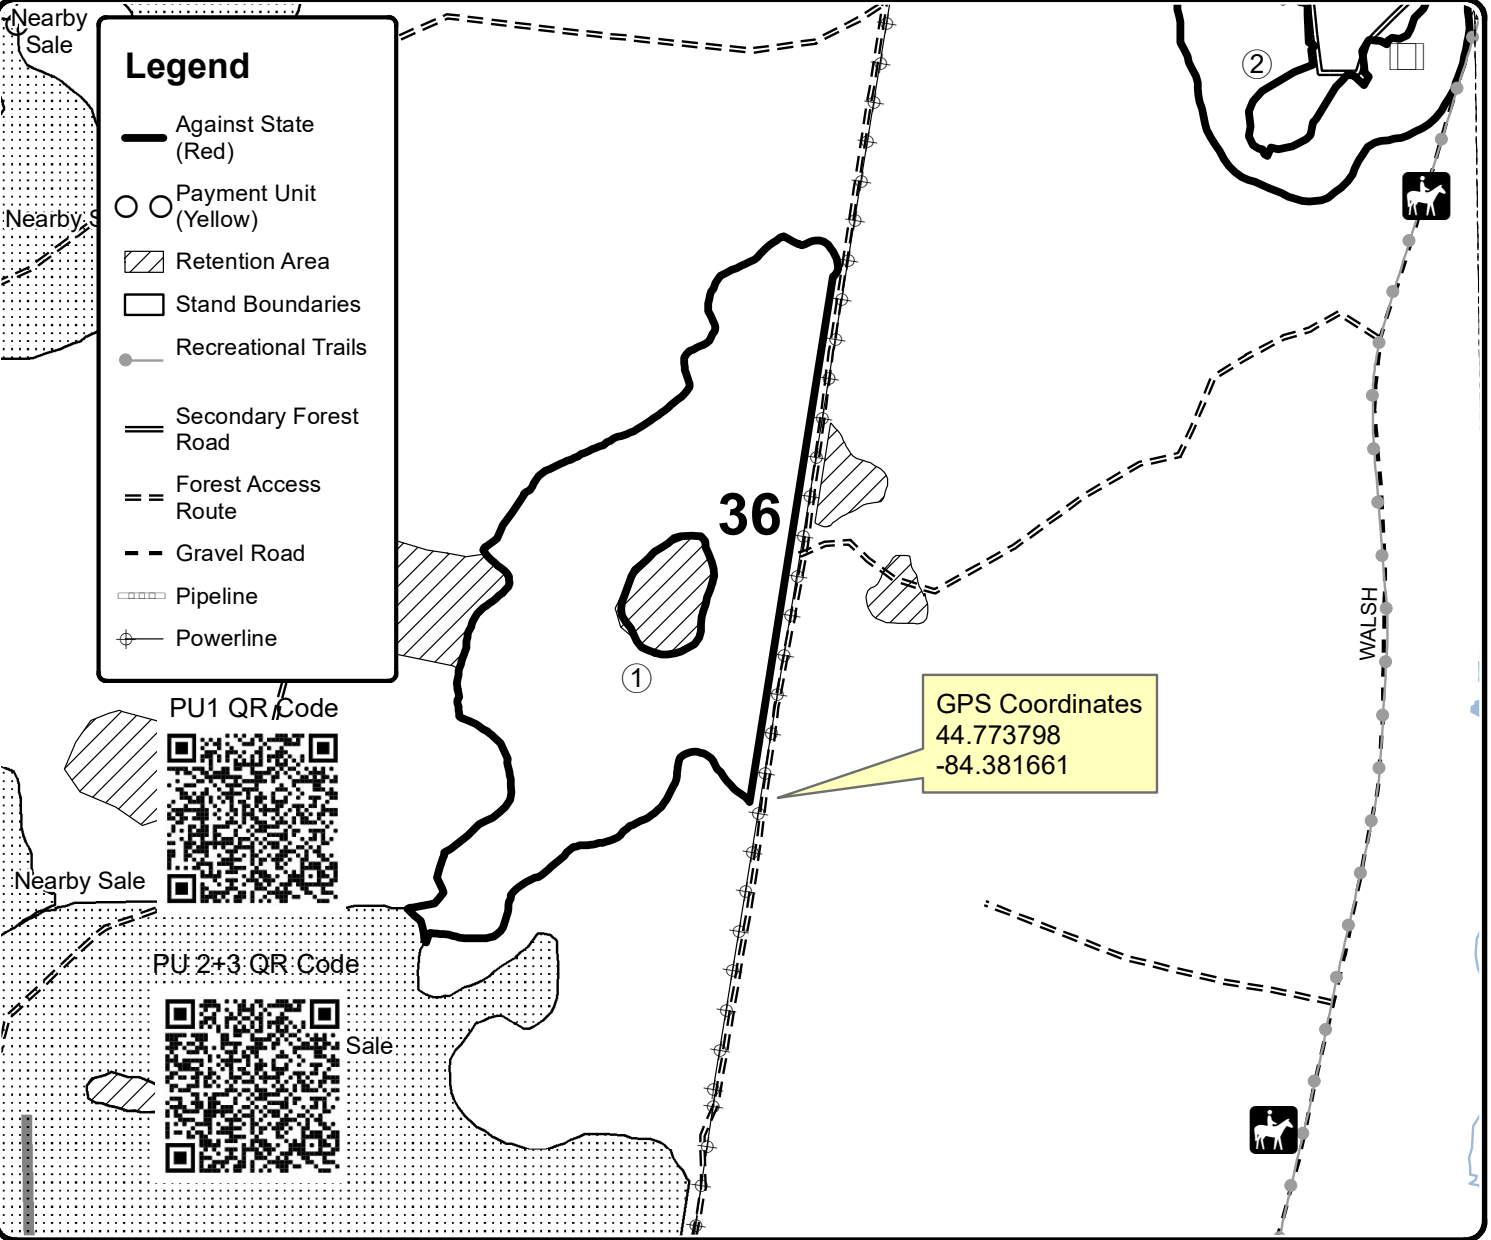 Nearby
Sale
Legend
Against State
(Red)
Payment Unit
(Yellow)
Nearby S
Retention Area
Stand Boundaries
Recreational Trails
Secondary Forest
Road
Forest Access
Route
Gravel Road
Pipeline
Powerline
2
36
1
WALSH
GPS Coordinates
44.773798
-84.381661
PU1 QR Code
Nearby Sale
PU 2+3 QR Code
Sale